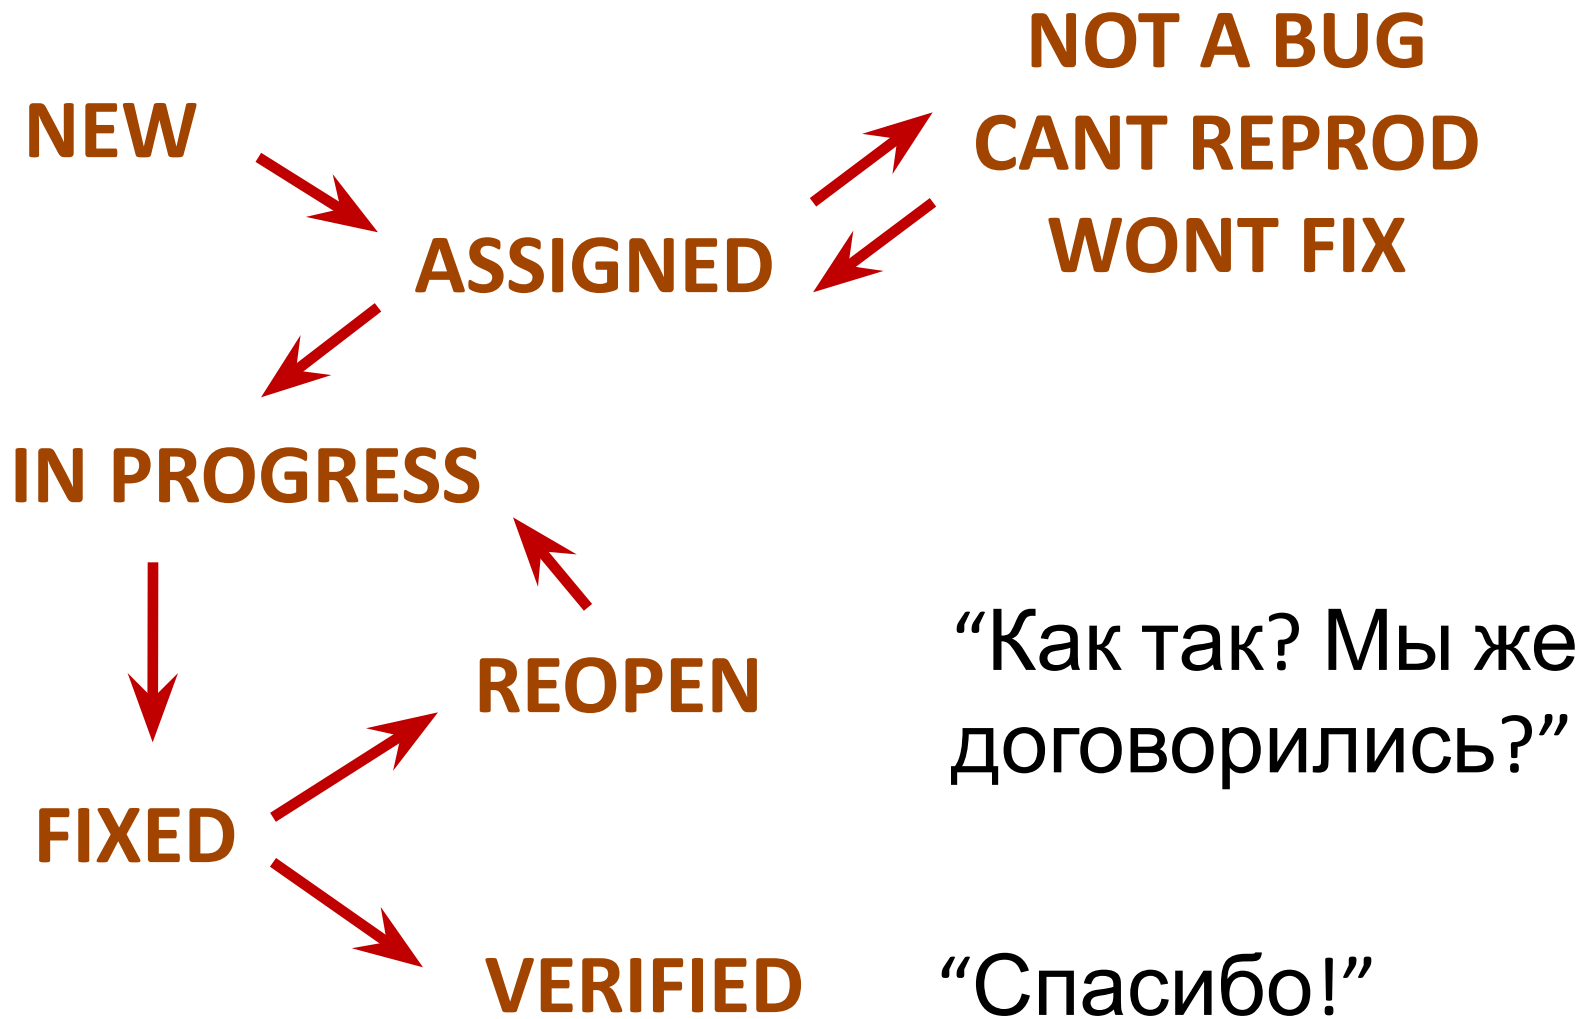 NOT A BUG
NEW
CANT REPROD
WONT FIX
ASSIGNED
IN PROGRESS
“Как так? Мы же
REOPEN
договорились?”
FIXED
VERIFIED
“Спасибо!”